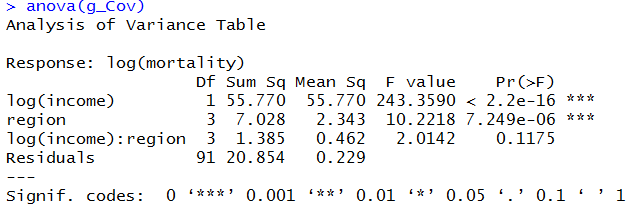 > anova(g_Cov)
Analysis of Variance Table
Response: log(mortality)
Df Sum Sq Mean Sq F value Pr(>F)
log(income) 1 55.770 55.770 243.3590 < 2.2e-16 ***
region 3 7.028 2.343 10.2218 7.249e-06 ***
log(income):region 3 1.385 0.462 2.0142 0.1175
Residuals 91 20.854 0.229
---
Signif. codes: 0 ‘***’ 0.001 ‘**’ 0.01 ‘*’ 0.05 ‘.’ 0.1 ‘ ’ 1